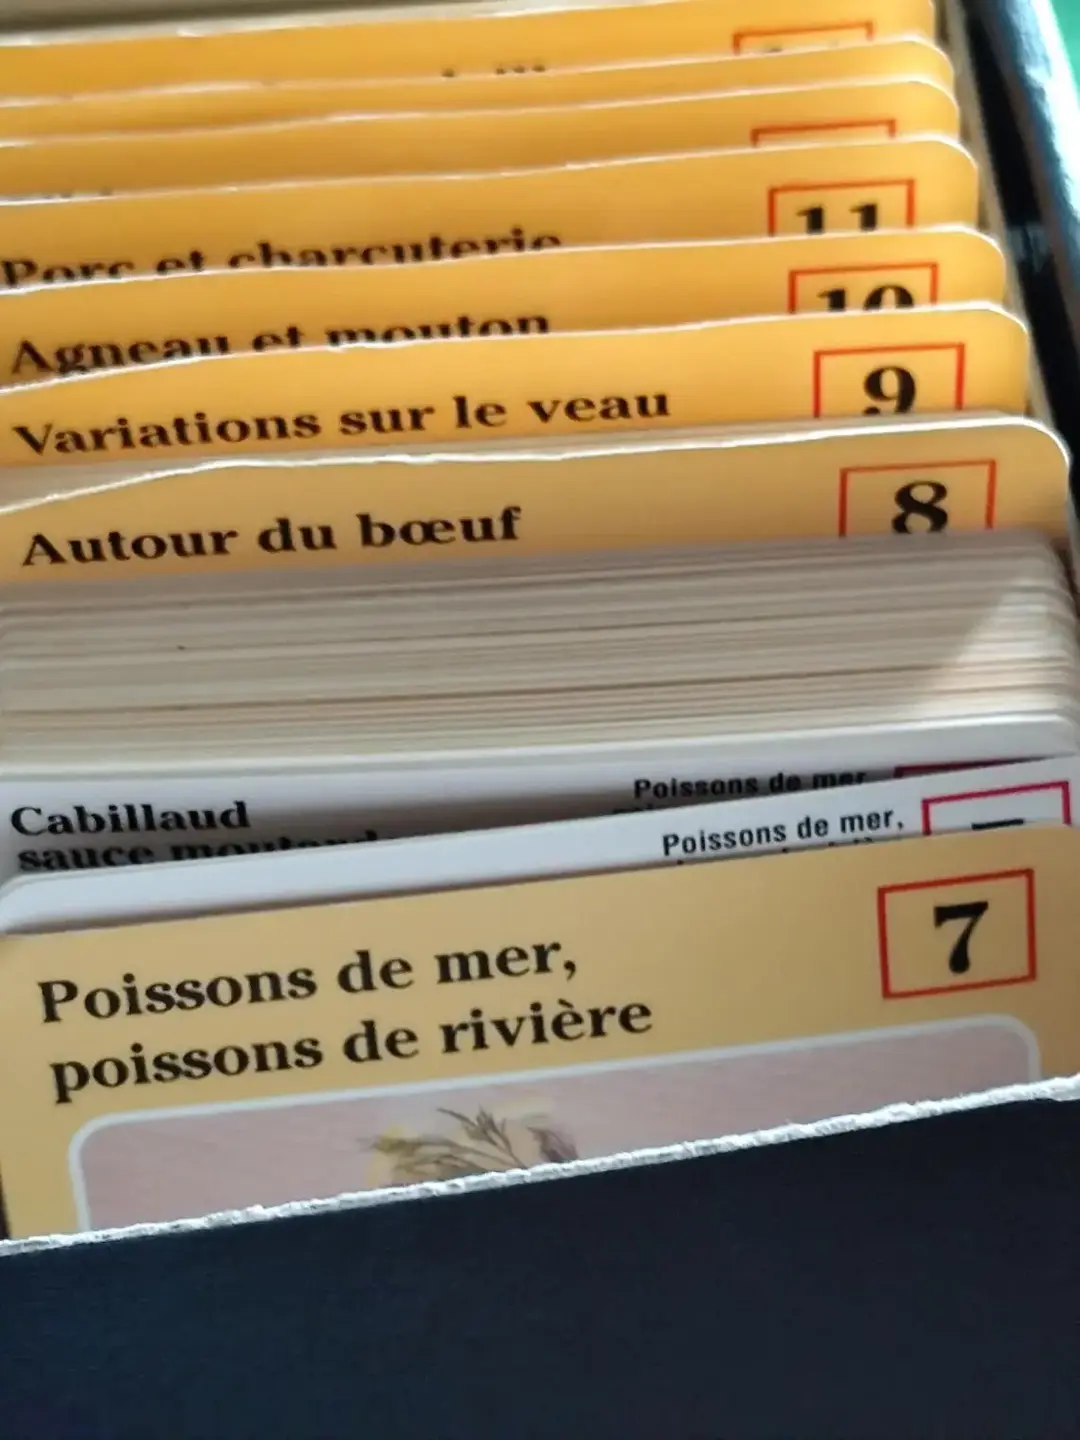 11
Porc et charcuterie
10
Agneau et mouton
9
Variations sur le veau
8
Autour du bœuf
Poissons de mer
Cabillaud
sauce
Poissons de mer,
7
Poissons de mer,
poissons de rivière